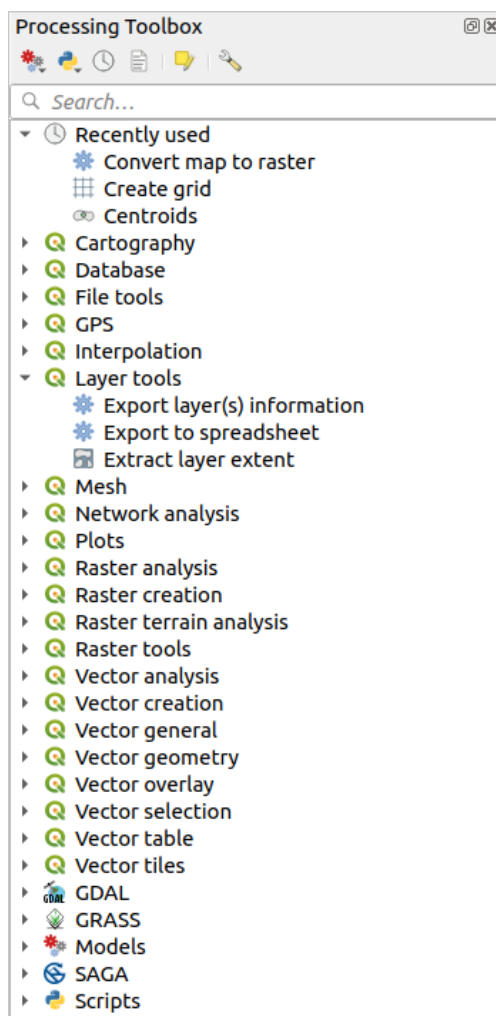 Processing Toolbox
Search...
Recently used
Convert map to raster
Create grid
Centroids
Cartography
Database
File tools
GPS
Interpolation
Layer tools
Export layer(s) information
Export to spreadsheet
Extract layer extent
Mesh
Network analysis
Plots
Raster analysis
Raster creation
Raster terrain analysis
Raster tools
Vector analysis
Vector creation
Vector general
Vector geometry
Vector overlay
Vector selection
Vector table
Vector tiles
GDAL GDAL
GRASS
Models
SAGA
Scripts